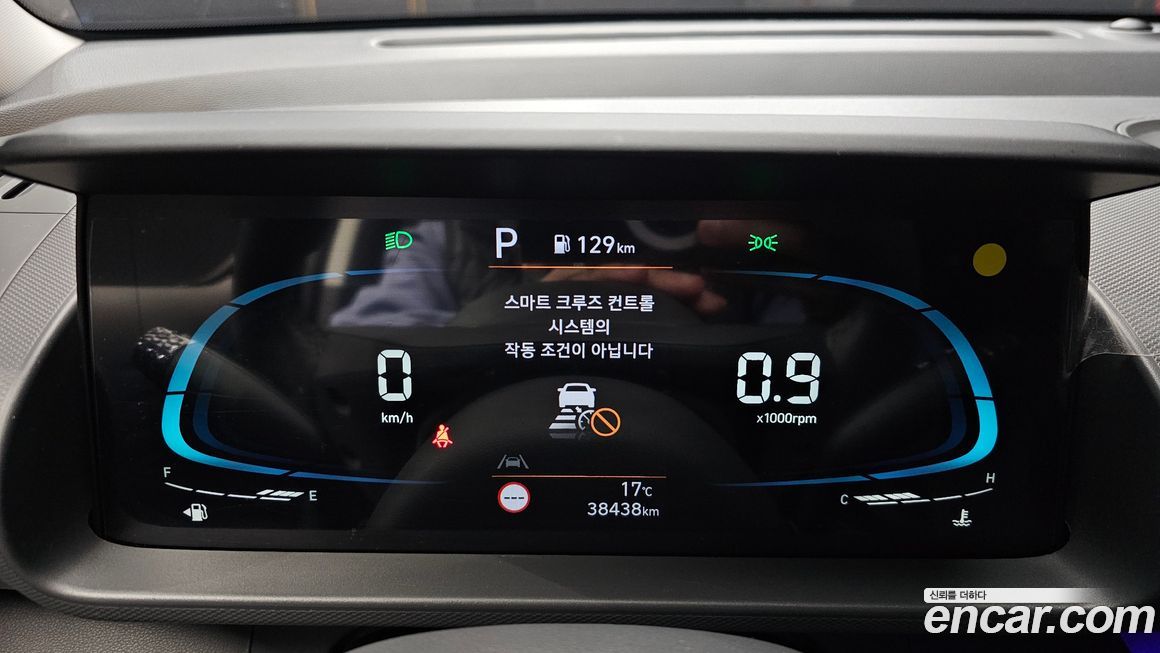 P 129km
스마트 크루즈 컨트롤
시스템의
작동 조건이 아닙니다
0
km/h
0.9
x1000rpm
F
E
---
17℃
38438km
C
H
신뢰를 더하다
encar.com